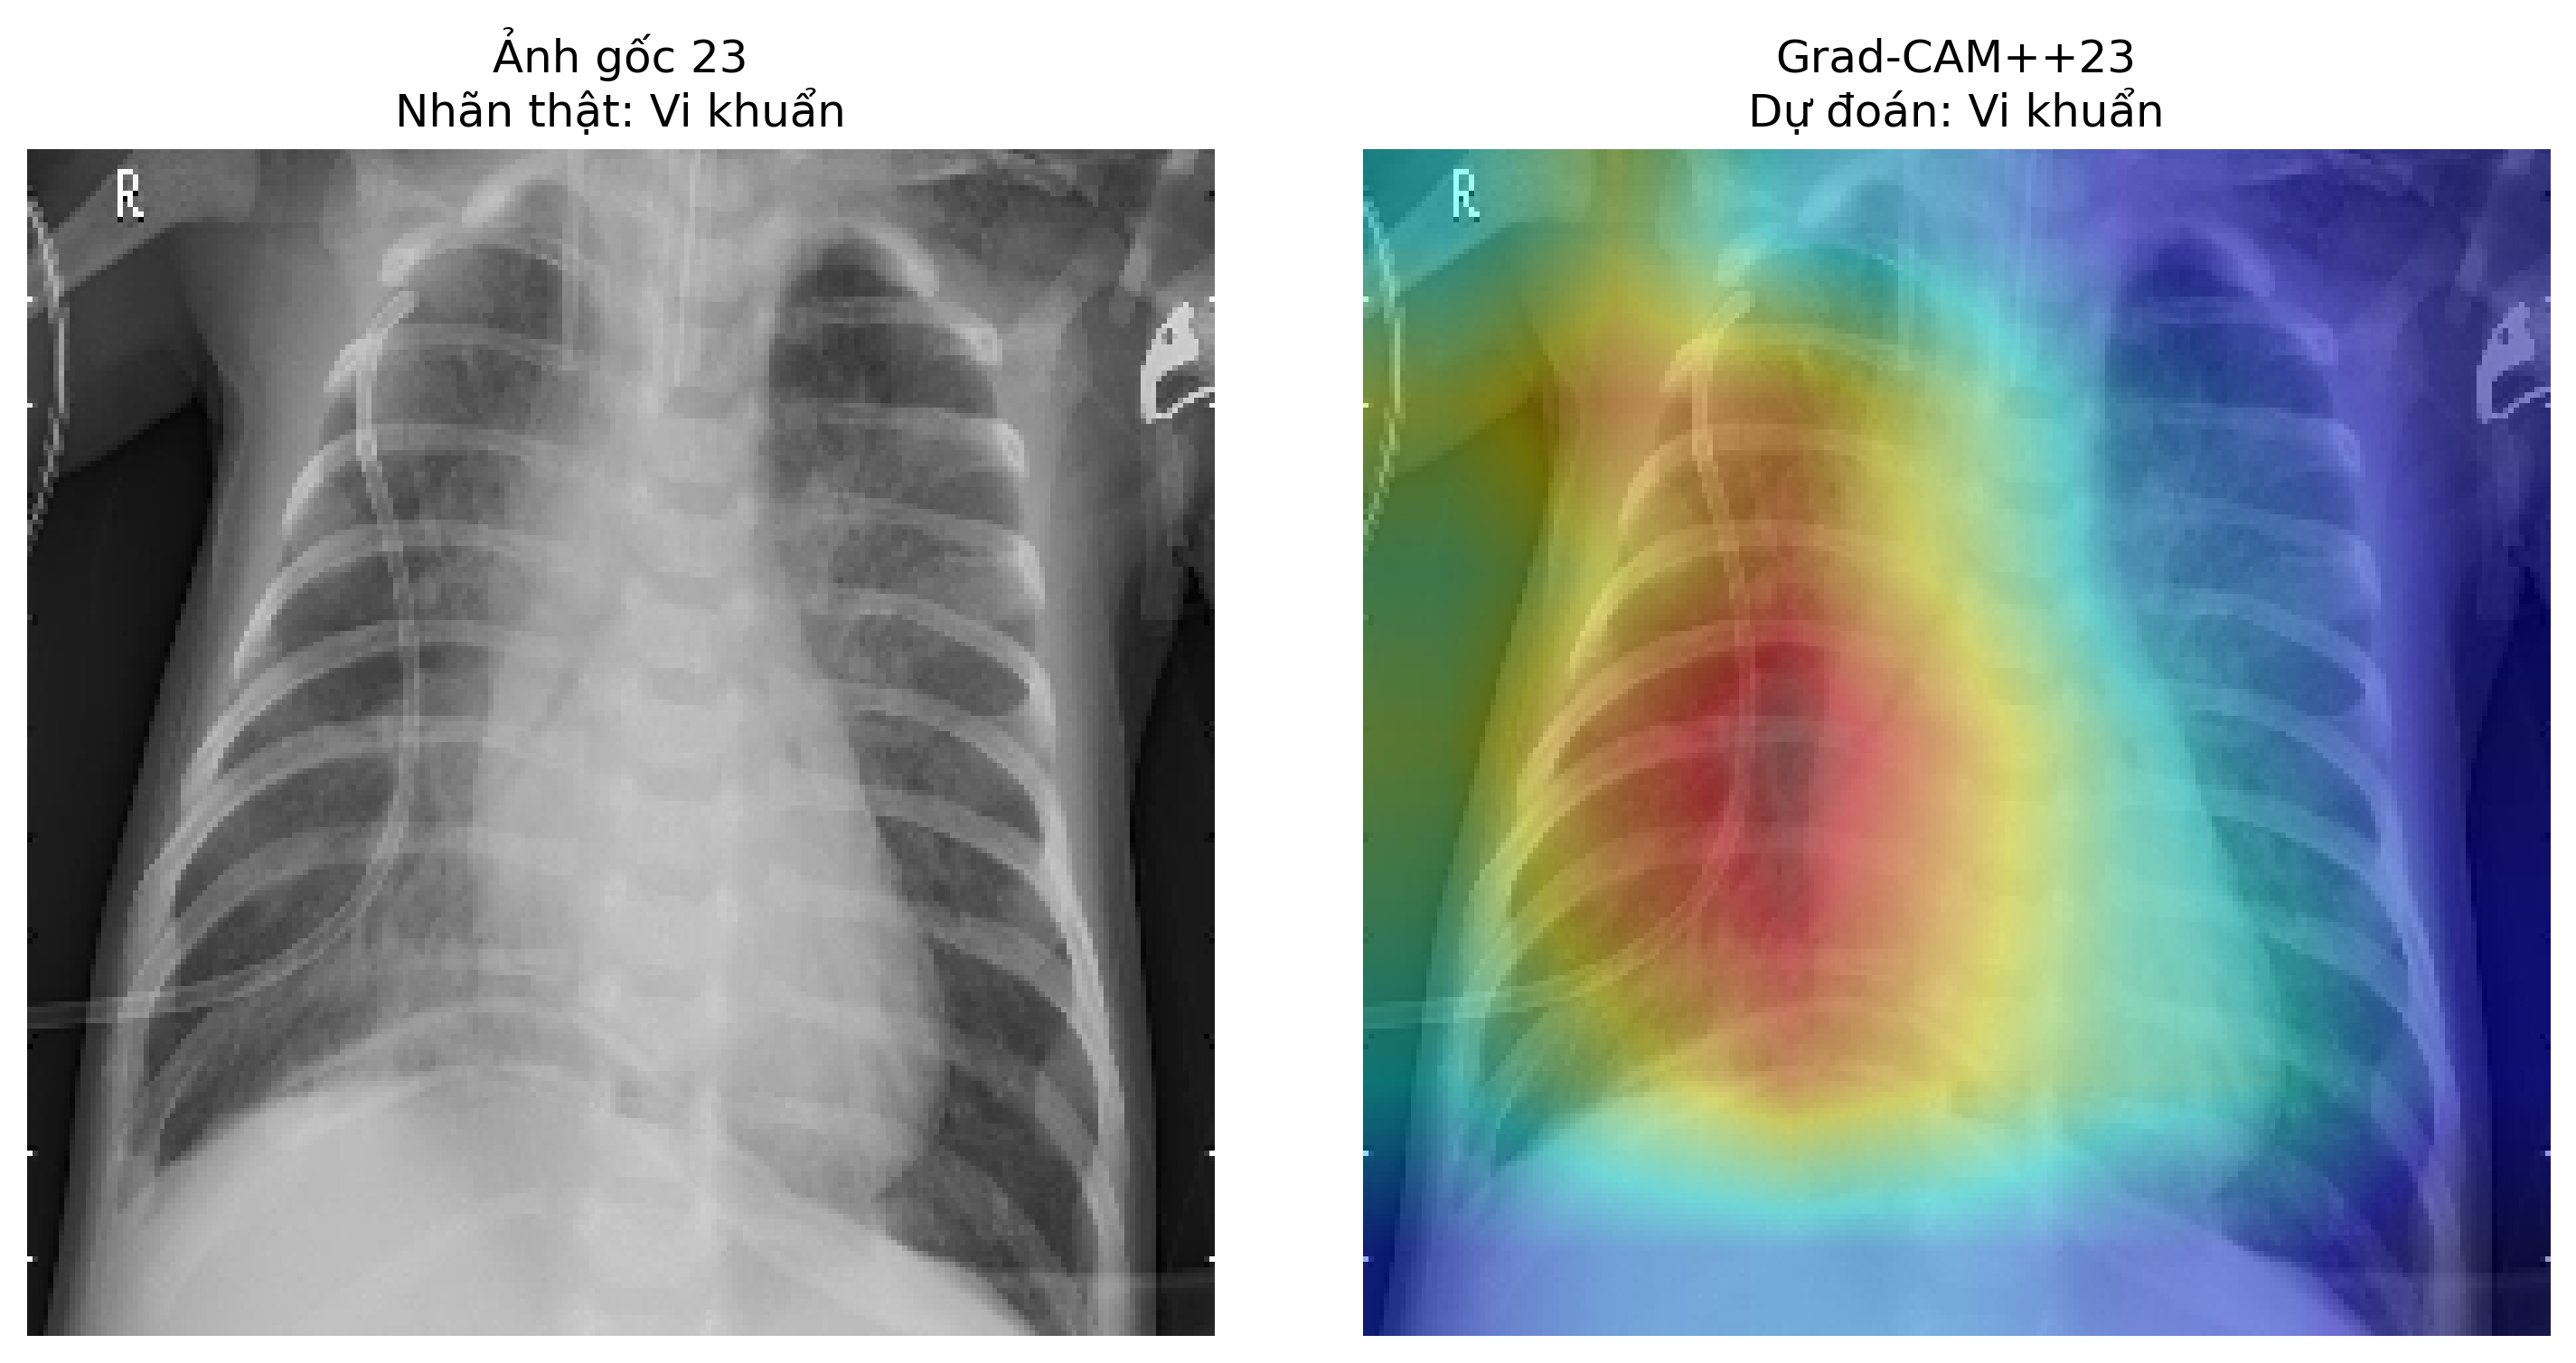 Ảnh gốc 23
Nhãn thật: Vi khuẩn
R
Grad-CAM++23
Dự đoán: Vi khuẩn
R